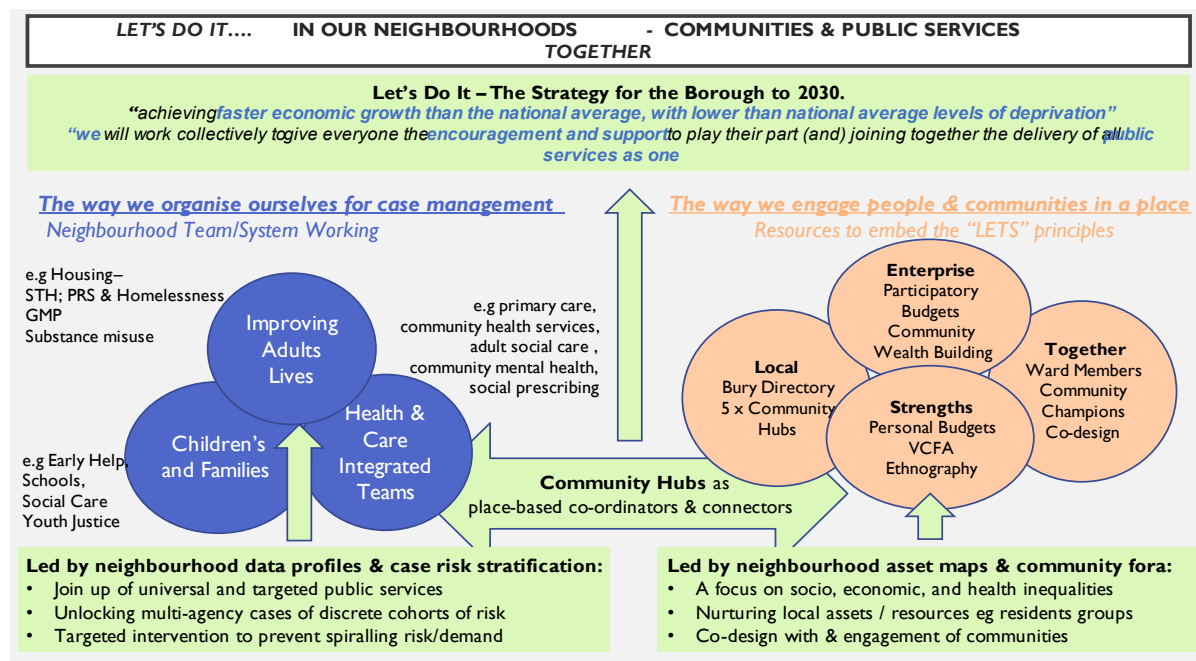 LET'S DO IT.... IN OUR NEIGHBOURHOODS - COMMUNITIES & PUBLIC SERVICES
TOGETHER
Let's Do It – The Strategy for the Borough to 2030.
"achieving faster economic growth than the national average, with lower than national average levels of deprivation"
"we will work collectively to give everyone the encouragement and support to play their part (and) joining together the delivery of all public
services as one
The way we organise ourselves for case management
Neighbourhood Team/System Working
e.g Housing–
STH; PRS & Homelessness
GMP
Substance misuse
Improving
Adults
Lives
Children's
and Families
Health &
Care
Integrated
Teams
e.g Early Help,
Schools,
Social Care
Youth Justice
e.g primary care,
community health services,
adult social care ,
community mental health,
social prescribing
The way we engage people & communities in a place
Resources to embed the "LETS" principles
Enterprise
Participatory
Budgets
Community
Wealth Building
Local
Bury Directory
5 x Community
Hubs
Strengths
Personal Budgets
VCFA
Ethnography
Together
Ward Members
Community
Champions
Co-design
Community Hubs as
place-based co-ordinators & connectors
Led by neighbourhood data profiles & case risk stratification:
• Join up of universal and targeted public services
• Unlocking multi-agency cases of discrete cohorts of risk
• Targeted intervention to prevent spiralling risk/demand
Led by neighbourhood asset maps & community fora:
• A focus on socio, economic, and health inequalities
• Nurturing local assets / resources eg residents groups
• Co-design with & engagement of communities